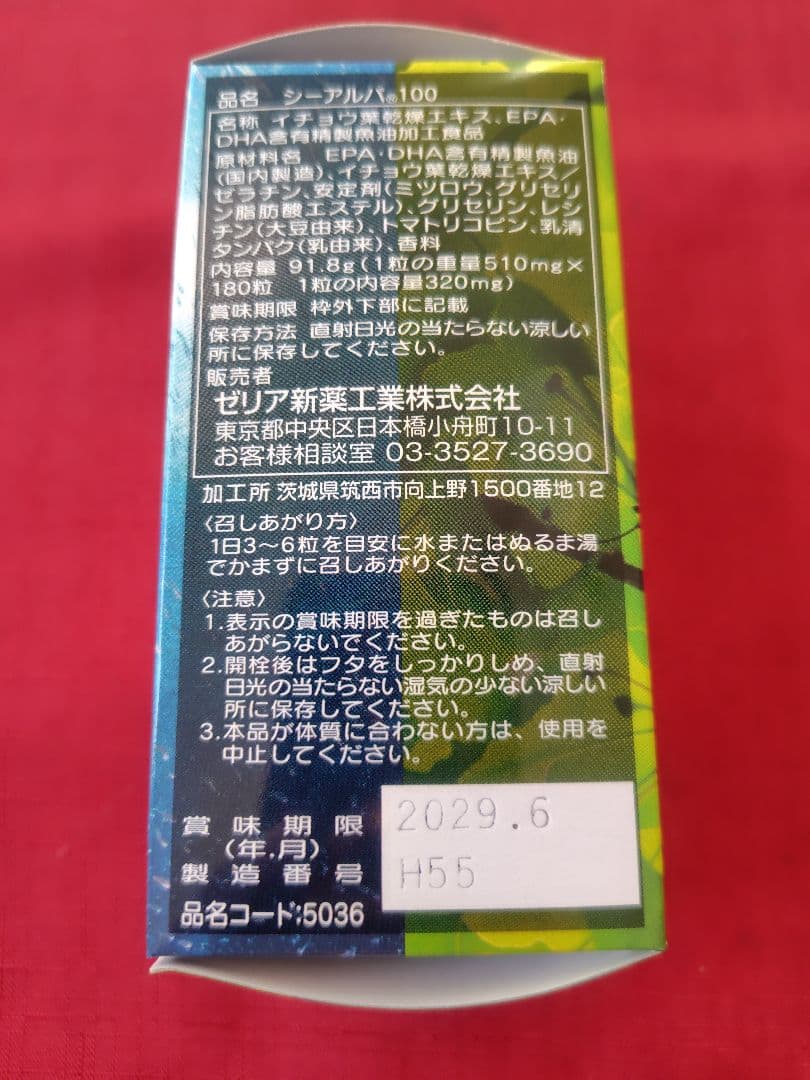 品名 シーアルパ®100
名称 イチョウ葉乾燥エキス、EPA・
DHA含有精製魚油加工食品
原材料名 EPA・DHA含有精製魚油
(国内製造)、イチョウ葉乾燥エキス／
ゼラチン、安定剤(ミツロウ、グリセリ
ン脂肪酸エステル)、グリセリン、レシ
チン(大豆由来)、トマトリコピン、乳清
タンパク(乳由来)、香料
内容量 91.8g(1粒の重量510mg×
180粒 1粒の内容量320mg)
賞味期限 枠外下部に記載
保存方法 直射日光の当たらない涼しい
所に保存してください。
販売者
ゼリア新薬工業株式会社
東京都中央区日本橋小舟町10-11
お客様相談室 03-3527-3690
加工所 茨城県筑西市向上野1500番地12
〈召しあがり方〉
1日3～6粒を目安に水またはぬるま湯
でかまずに召しあがりください。
〈注意〉
1.表示の賞味期限を過ぎたものは召し
あがらないでください。
2.開栓後はフタをしっかりしめ、直射
日光の当たらない湿気の少ない涼しい
所に保存してください。
3.本品が体質に合わない方は、使用を
中止してください。
賞味期限 2029.6
(年.月)
製造番号 H55
品名コード:5036